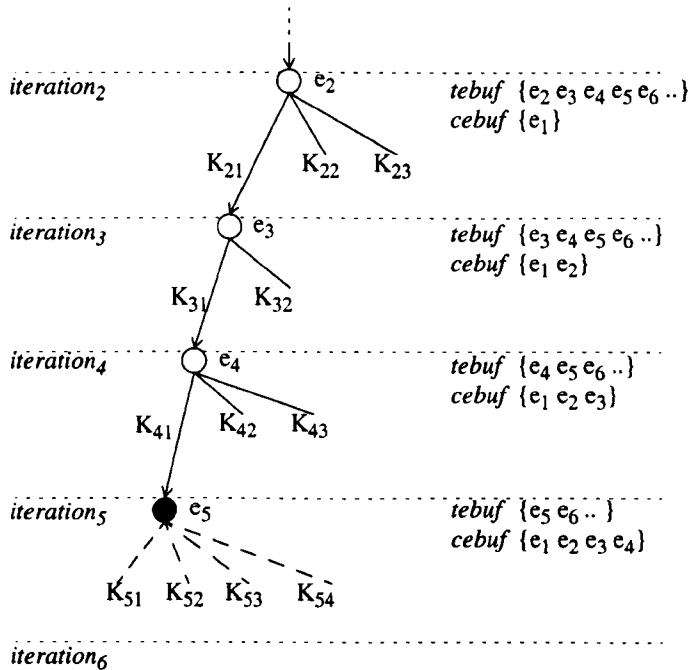 e2
iteration2 tebuf {e2 e3 e4 e5 e6 ..}
cebuf {e1}
K21 K22 K23
iteration3 e3 tebuf {e3 e4 e5 e6 ..}
cebuf {e1 e2}
K31 K32
iteration4 e4 tebuf {e4 e5 e6 ..}
cebuf {e1 e2 e3}
K41 K42 K43
iteration5 e5 tebuf {e5 e6 .. }
cebuf {e1 e2 e3 e4}
K51 K52 K53 K54
iteration6